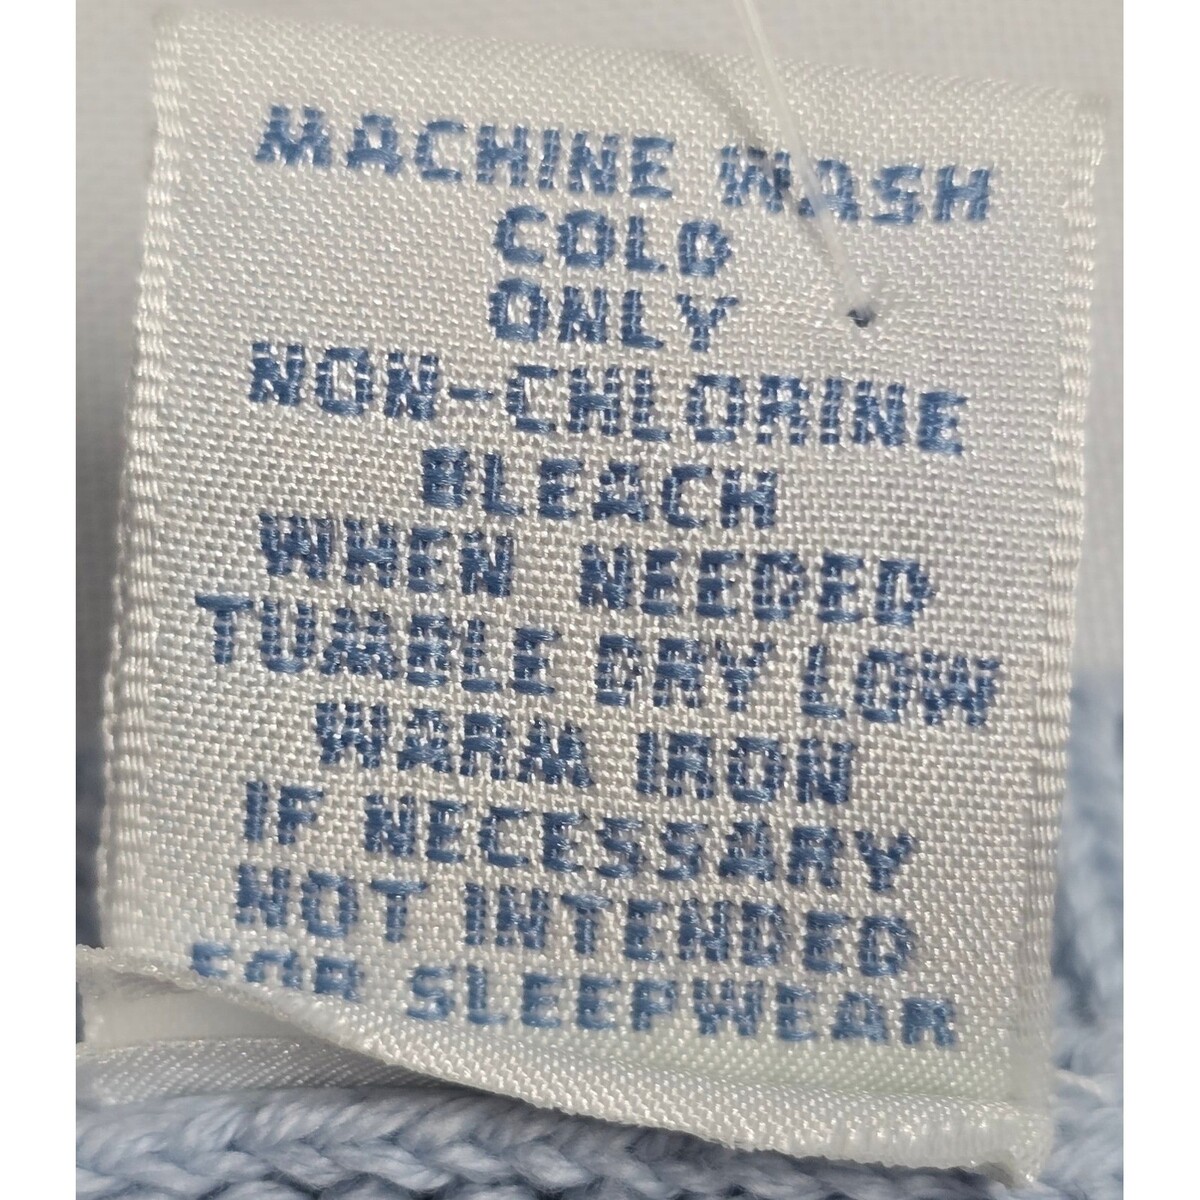 MACHINE WASH
COLD
ONLY
NON-CHLORINE
BLEACH
WHEN NEEDED
TUMBLE DRY LOW
WARM IRON
IF NECESSARY
NOT INTENDED
FOR SLEEPWEAR